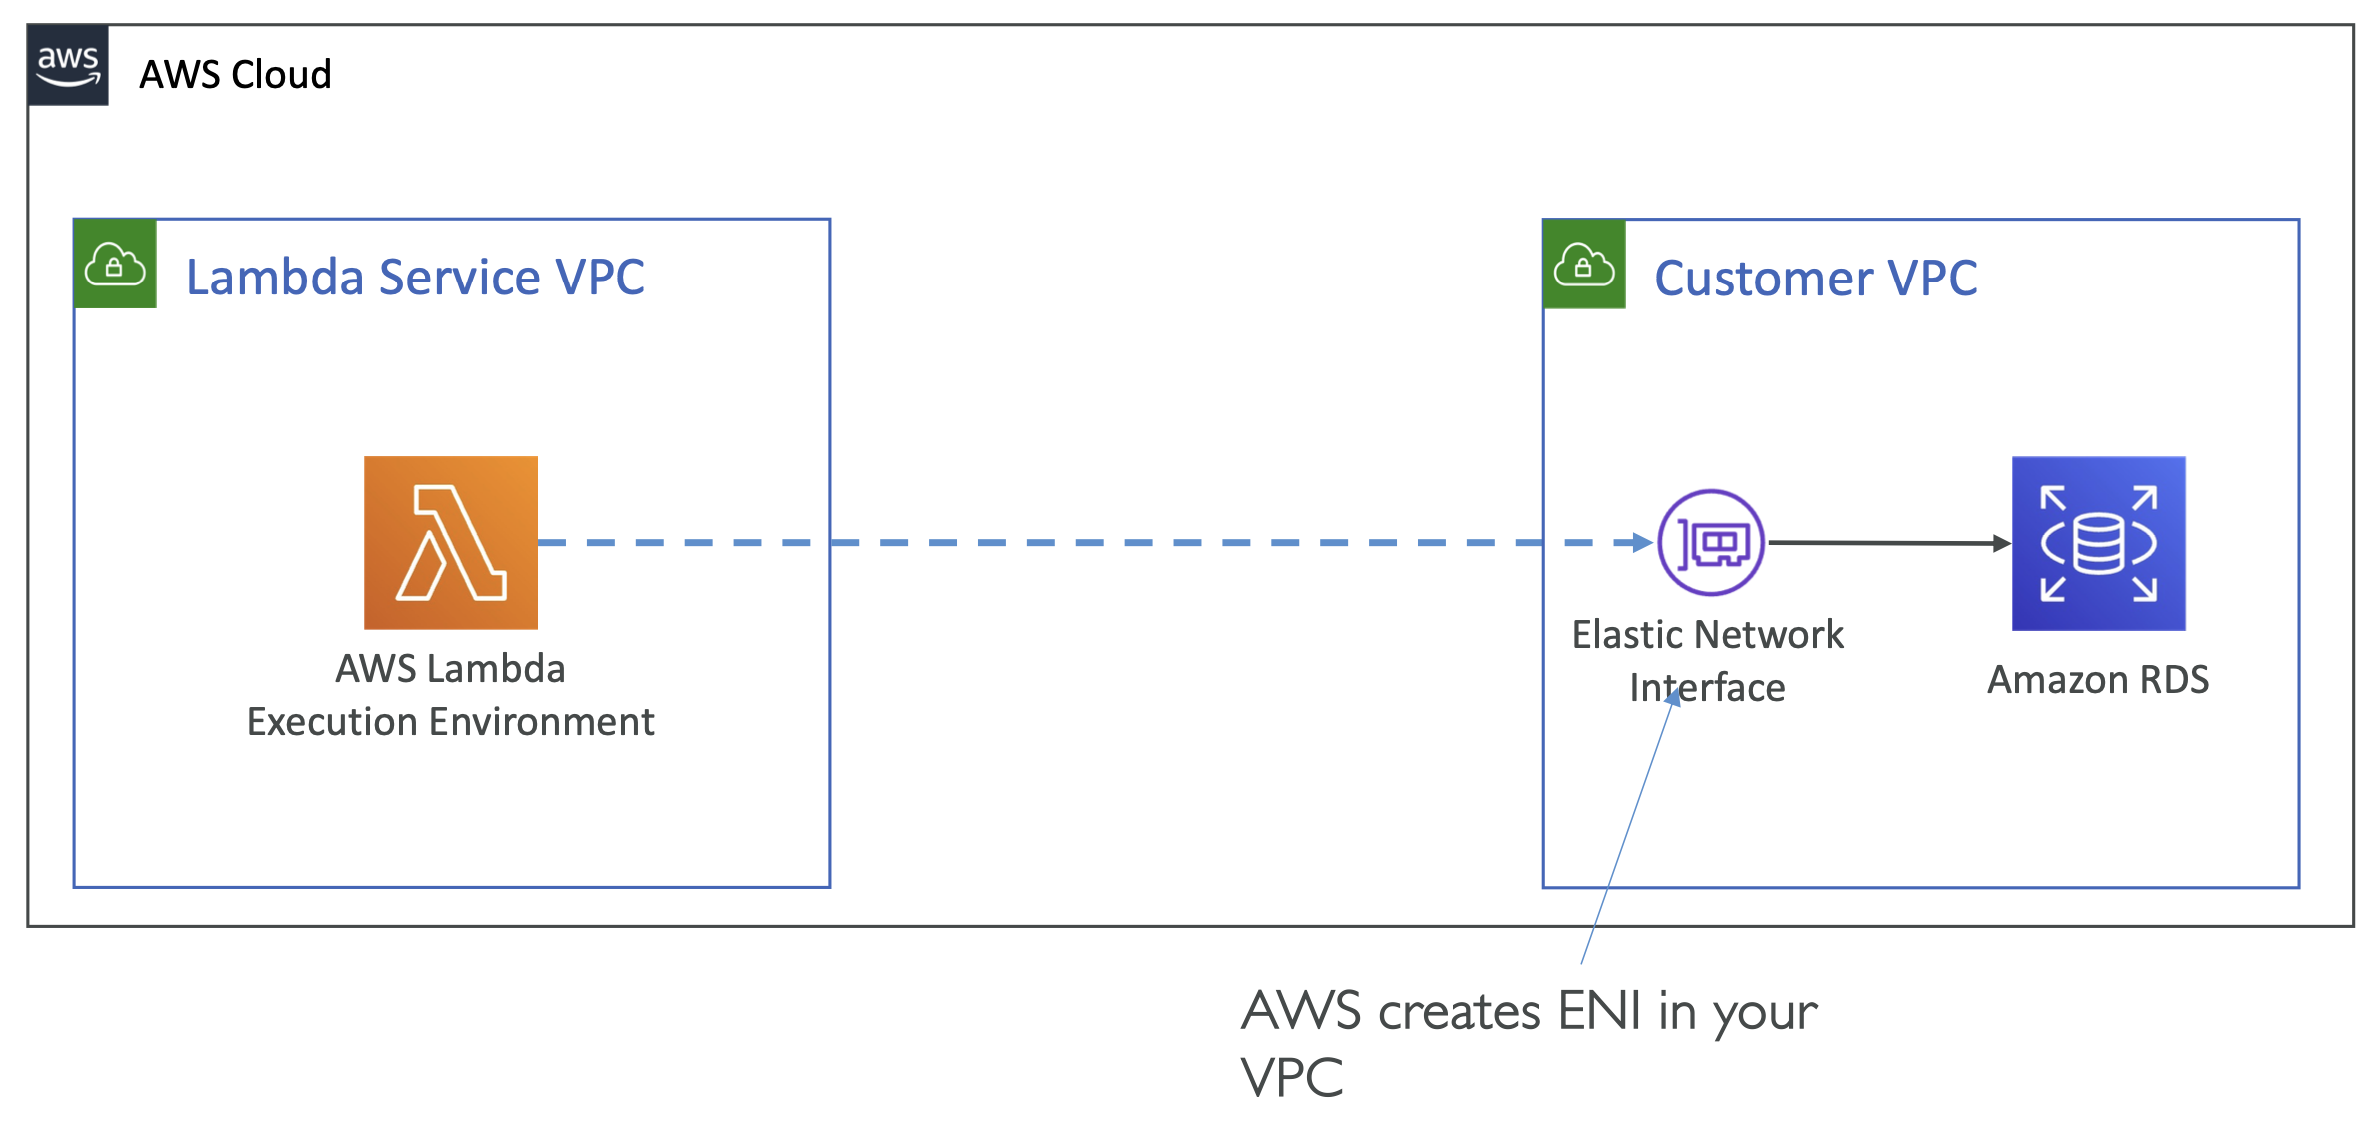 aws
AWS Cloud
Lambda Service VPC
Customer VPC
AWS Lambda
Execution Environment
Elastic Network
Interface
Amazon RDS
AWS creates ENI in your
VPC